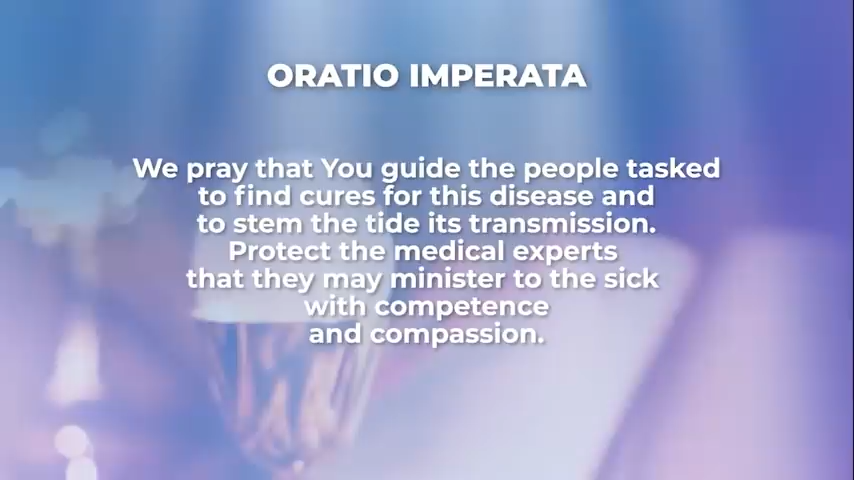 ORATIO IMPERATA
We pray that You guide the people tasked
to find cures for this disease and
to stem the tide its transmission.
Protect the medical experts
that they may minister to the sick
with competence
and compassion.